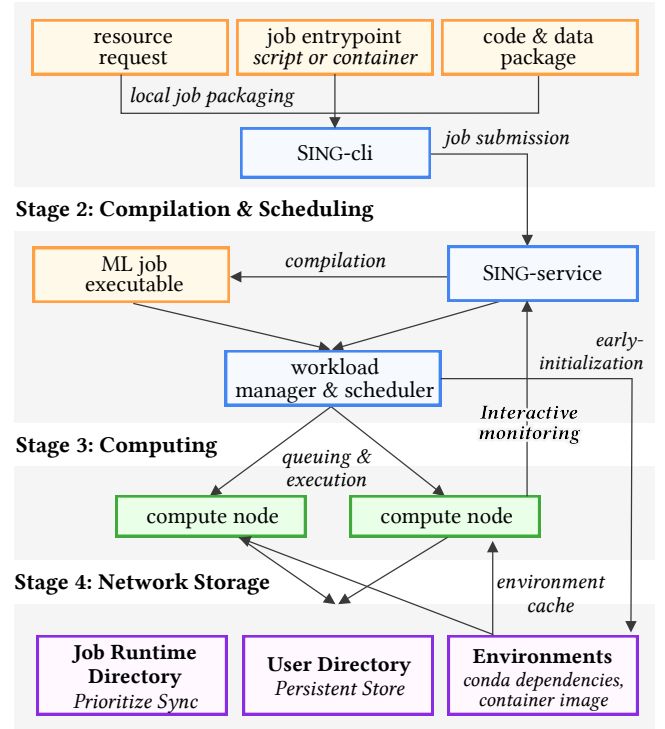 resource
request
job entrypoint
script or container
code & data
package
local job packaging
SING-cli
job submission
Stage 2: Compilation & Scheduling
ML job
executable
compilation
SING-service
early-
initialization
workload
manager & scheduler
Interactive
monitoring
Stage 3: Computing
queuing &
execution
compute node
compute node
Stage 4: Network Storage
environment
cache
Job Runtime
Directory
Prioritize Sync
User Directory
Persistent Store
Environments
conda dependencies,
container image